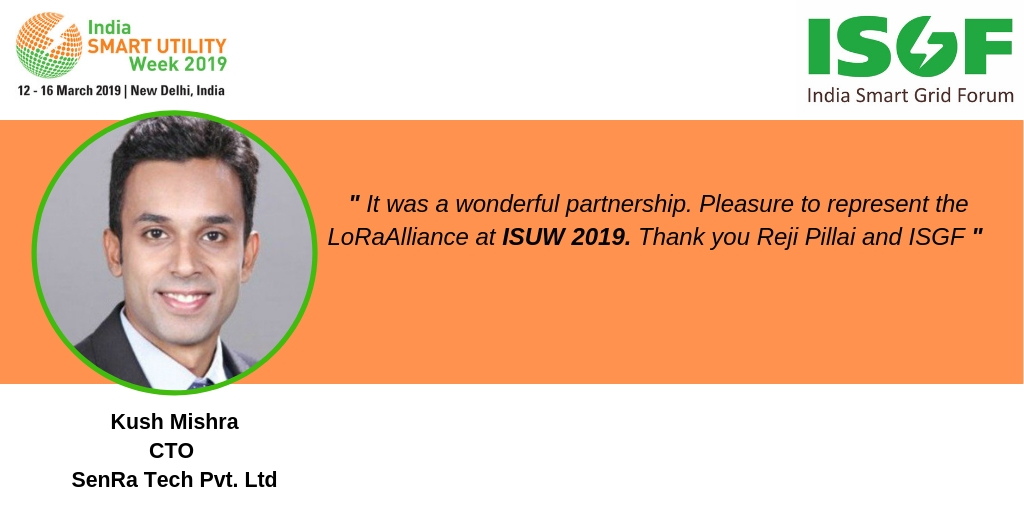 India
SMART UTILITY
Week 2019
12 - 16 March 2019 | New Delhi, India
ISGF
India Smart Grid Forum
" It was a wonderful partnership. Pleasure to represent the
LoRaAlliance at ISUW 2019. Thank you Reji Pillai and ISGF "
Kush Mishra
CTO
SenRa Tech Pvt. Ltd